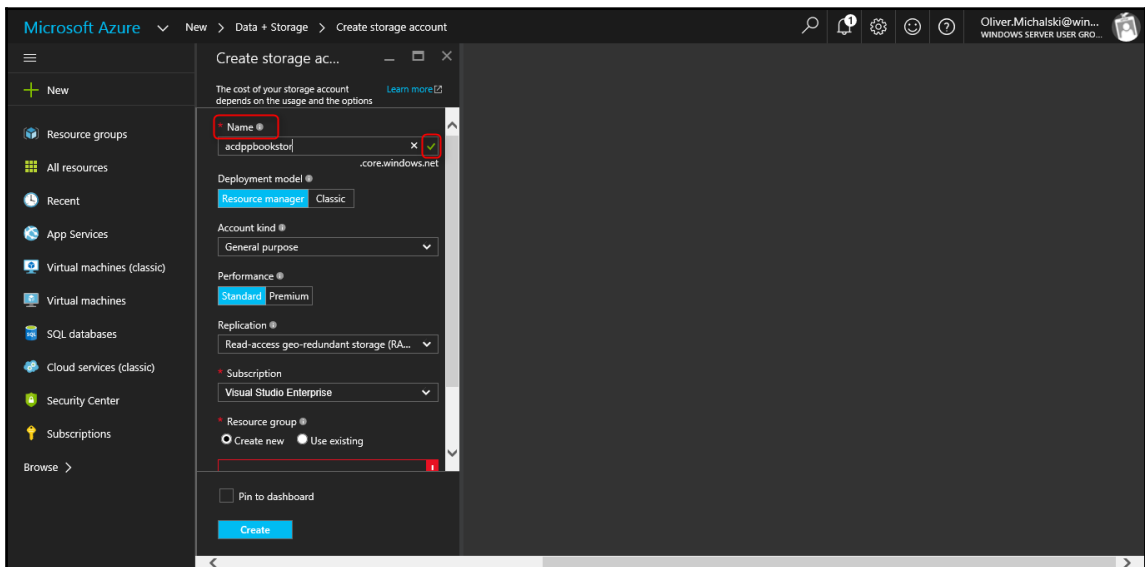 Microsoft Azure New > Data + Storage > Create storage account
1
Oliver.Michalski@win...
WINDOWS SERVER USER GRO...
Create storage ac...
New
Resource groups
All resources
Recent
App Services
Virtual machines (classic)
Virtual machines
SQL databases
Cloud services (classic)
Security Center
Subscriptions
Browse >
The cost of your storage account
depends on the usage and the options
Learn more
* Name
acdppbookstor
.core.windows.net
Deployment model
Resource manager Classic
Account kind
General purpose
Performance
Standard Premium
Replication
Read-access geo-redundant storage (RA...
* Subscription
Visual Studio Enterprise
* Resource group
Create new Use existing
!
Pin to dashboard
Create